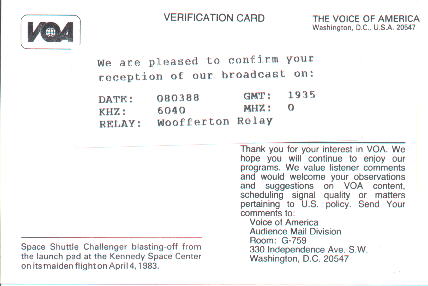 VOA
VERIFICATION CARD
THE VOICE OF AMERICA
Washington, D.C., U.S.A. 20547
We are pleased to confirm your
reception of our broadcast on:
DATE: 080388 GMT: 1935
KHZ: 6040 MHZ: 0
RELAY: Woofferton Relay
Thank you for your interest in VOA. We
hope you will continue to enjoy our
programs. We value listener comments
and would welcome your observations
and suggestions on VOA content,
scheduling signal quality or matters
pertaining to U.S. policy. Send Your
comments to:
Voice of America
Audience Mail Division
Room: G-759
330 Independence Ave. S.W.
Washington, D.C. 20547
Space Shuttle Challenger blasting-off from
the launch pad at the Kennedy Space Center
on its maiden flight on April 4, 1983.